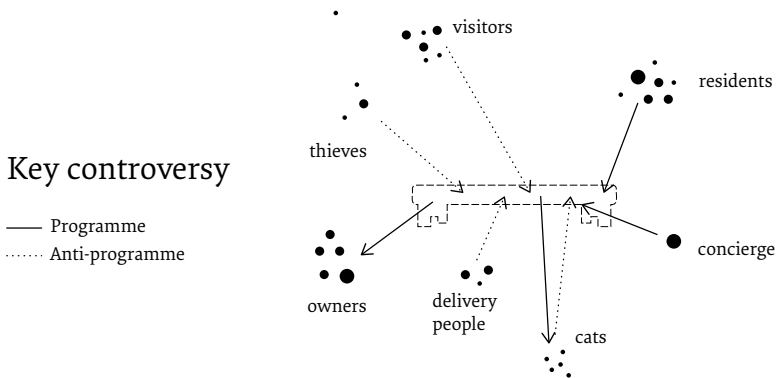 visitors
residents
thieves
Key controversy
Programme
Anti-programme
concierge
owners
delivery
people
cats